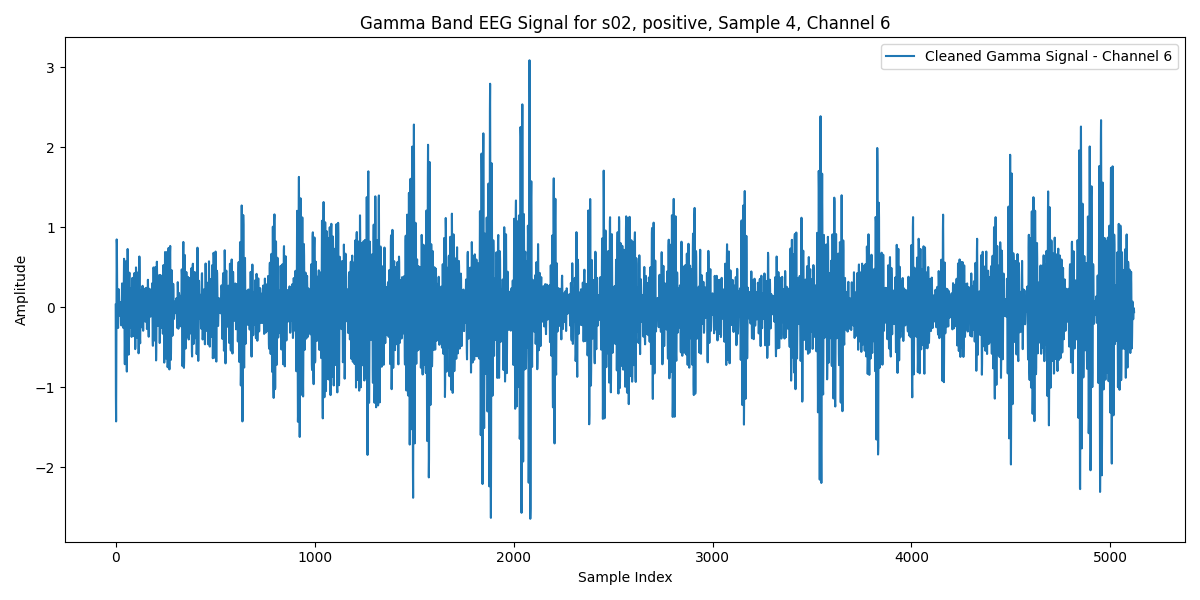 Gamma Band EEG Signal for s02, positive, Sample 4, Channel 6
Cleaned Gamma Signal - Channel 6
Amplitude
3
2
1
0
−1
−2
0 1000 2000 3000 4000 5000
Sample Index